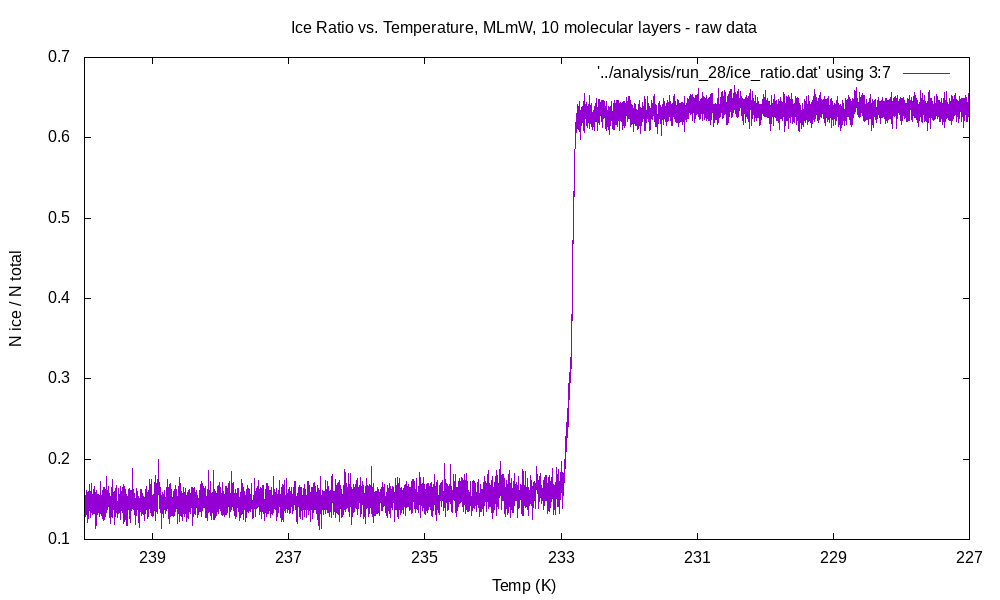 Ice Ratio vs. Temperature, MLmW, 10 molecular layers - raw data
'../analysis/run_28/ice_ratio.dat' using 3:7
N ice / N total
0.7
0.6
0.5
0.4
0.3
0.2
0.1
239 237 235 233 231 229 227
Temp (K)